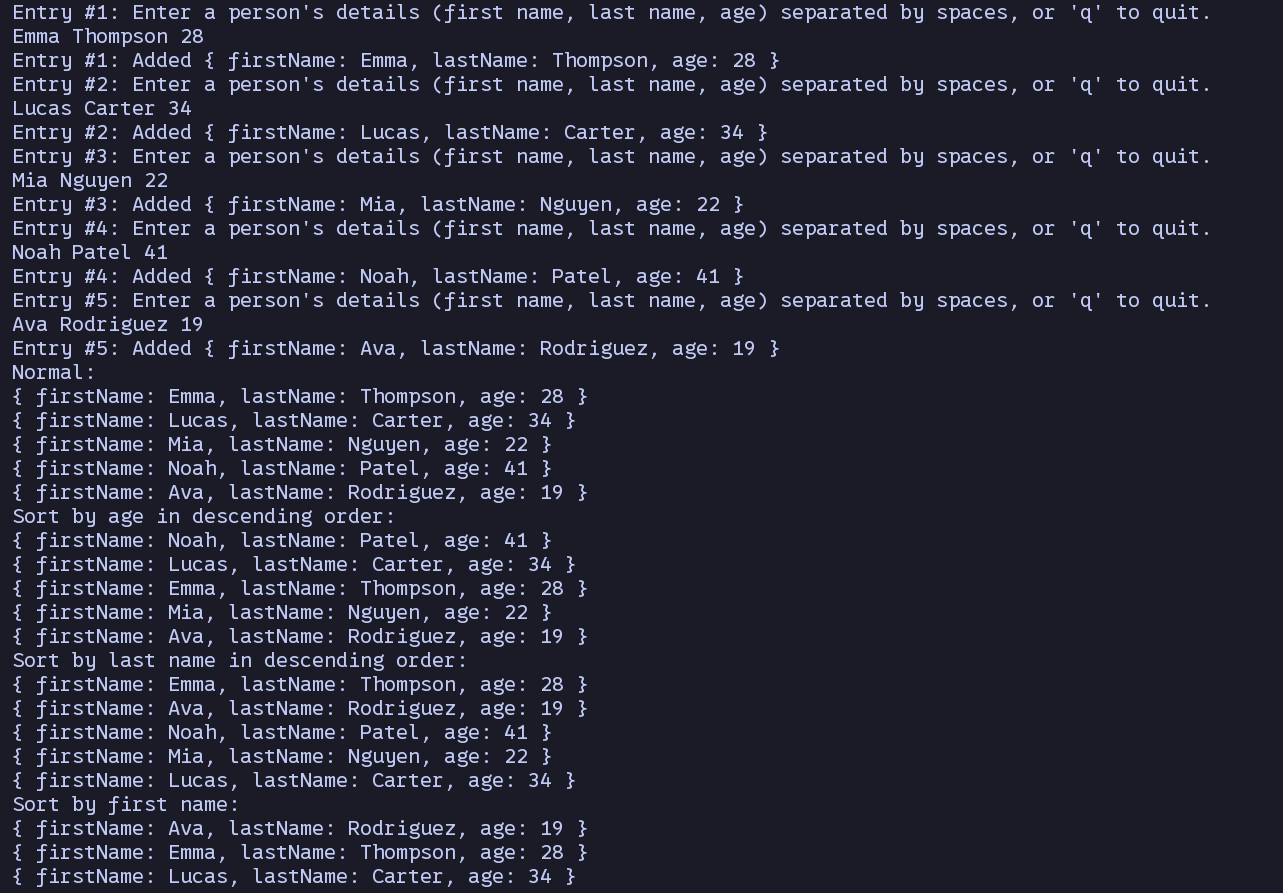 Entry #1: Enter a person's details (first name, last name, age) separated by spaces, or 'q' to quit.
Emma Thompson 28
Entry #1: Added { firstName: Emma, lastName: Thompson, age: 28 }
Entry #2: Enter a person's details (first name, last name, age) separated by spaces, or 'q' to quit.
Lucas Carter 34
Entry #2: Added { firstName: Lucas, lastName: Carter, age: 34 }
Entry #3: Enter a person's details (first name, last name, age) separated by spaces, or 'q' to quit.
Mia Nguyen 22
Entry #3: Added { firstName: Mia, lastName: Nguyen, age: 22 }
Entry #4: Enter a person's details (first name, last name, age) separated by spaces, or 'q' to quit.
Noah Patel 41
Entry #4: Added { firstName: Noah, lastName: Patel, age: 41 }
Entry #5: Enter a person's details (first name, last name, age) separated by spaces, or 'q' to quit.
Ava Rodriguez 19
Entry #5: Added { firstName: Ava, lastName: Rodriguez, age: 19 }
Normal:
{ firstName: Emma, lastName: Thompson, age: 28 }
{ firstName: Lucas, lastName: Carter, age: 34 }
{ firstName: Mia, lastName: Nguyen, age: 22 }
{ firstName: Noah, lastName: Patel, age: 41 }
{ firstName: Ava, lastName: Rodriguez, age: 19 }
Sort by age in descending order:
{ firstName: Noah, lastName: Patel, age: 41 }
{ firstName: Lucas, lastName: Carter, age: 34 }
{ firstName: Emma, lastName: Thompson, age: 28 }
{ firstName: Mia, lastName: Nguyen, age: 22 }
{ firstName: Ava, lastName: Rodriguez, age: 19 }
Sort by last name in descending order:
{ firstName: Emma, lastName: Thompson, age: 28 }
{ firstName: Ava, lastName: Rodriguez, age: 19 }
{ firstName: Noah, lastName: Patel, age: 41 }
{ firstName: Mia, lastName: Nguyen, age: 22 }
{ firstName: Lucas, lastName: Carter, age: 34 }
Sort by first name:
{ firstName: Ava, lastName: Rodriguez, age: 19 }
{ firstName: Emma, lastName: Thompson, age: 28 }
{ firstName: Lucas, lastName: Carter, age: 34 }